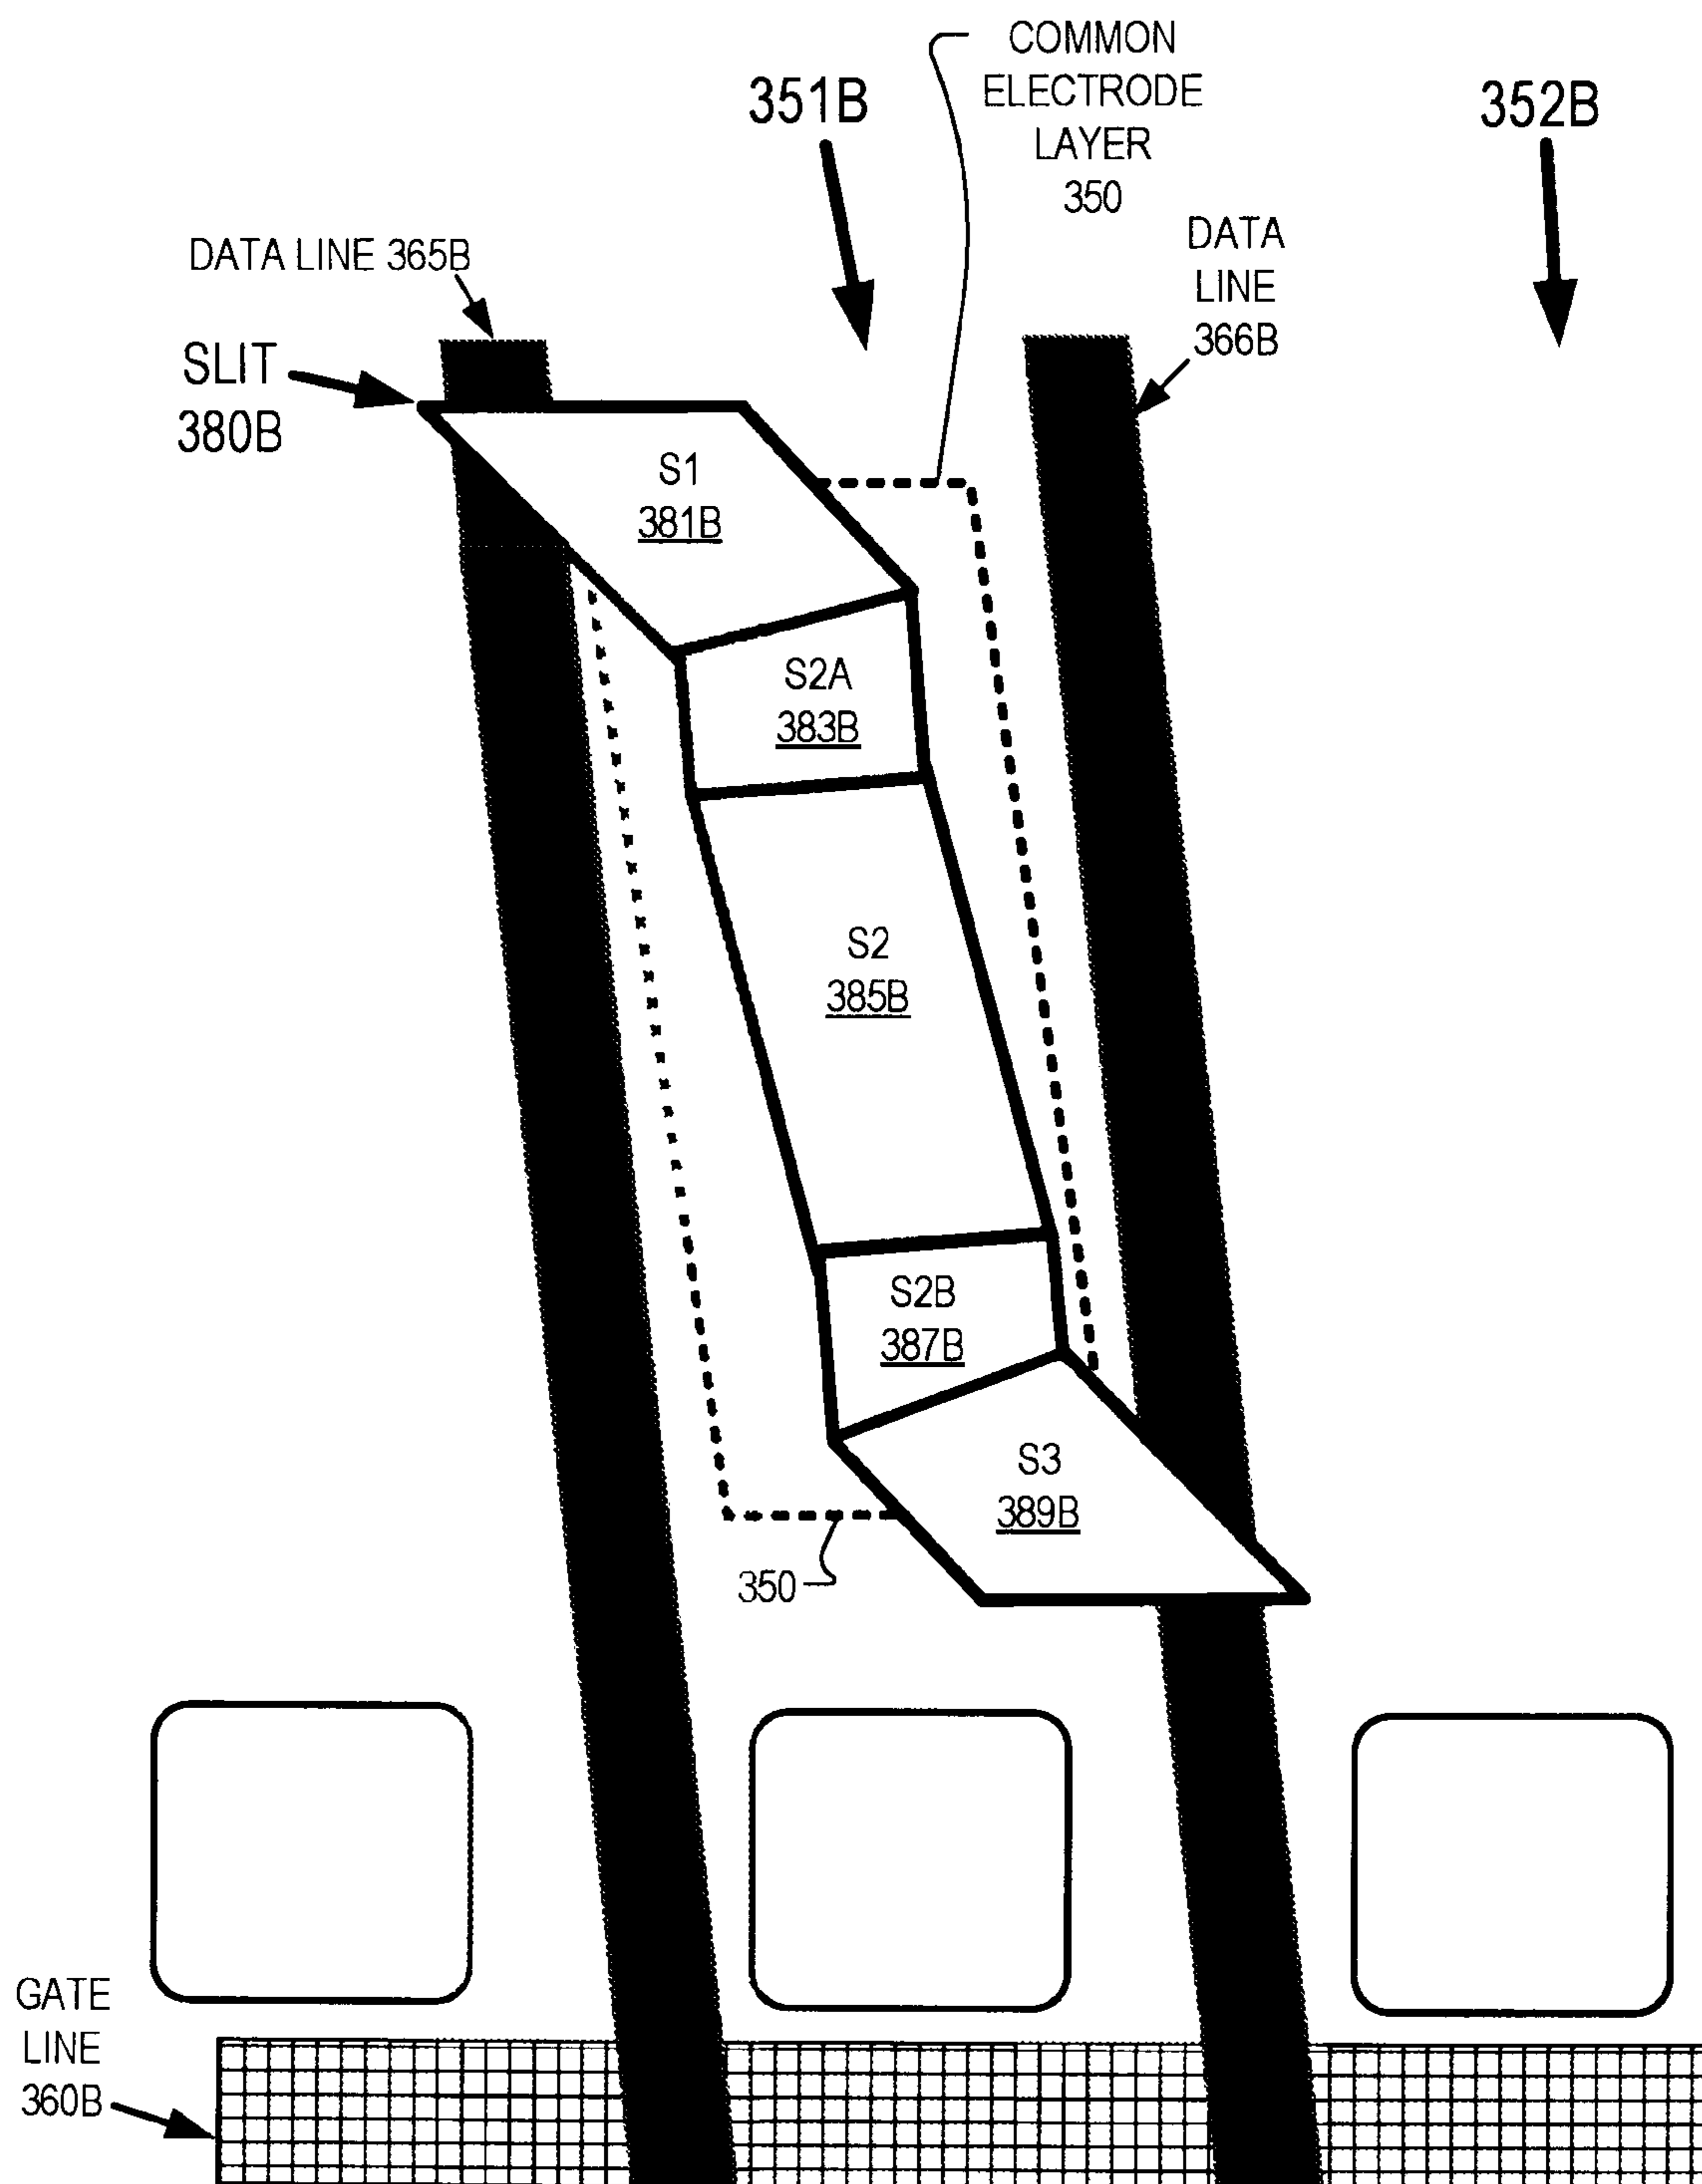 COMMON
ELECTRODE
LAYER
350
351B
352B
DATA
LINE
366B
DATA LINE 365B
SLIT
380B
S1
381B
S2A
383B
S2
385B
S2B
387B
S3
389B
350
GATE
LINE
360B